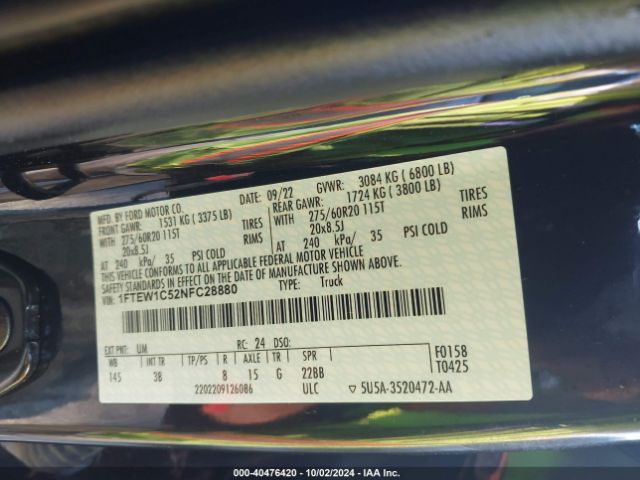 MFD. BY FORD MOTOR CO. DATE: 09/22 GVWR: 3084 KG ( 6800 LB)
FRONT GAWR: 1531 KG ( 3375 LB) REAR GAWR: 1724 KG ( 3800 LB)
WITH 275/60R20 115T TIRES WITH 275/60R20 115T TIRES
20x8.5J RIMS 20x8.5J RIMS
AT 240 kPa/ 35 PSI COLD AT 240 kPa/ 35 PSI COLD
THIS VEHICLE CONFORMS TO ALL APPLICABLE FEDERAL MOTOR VEHICLE
SAFETY STANDARDS IN EFFECT ON THE DATE OF MANUFACTURE SHOWN ABOVE.
VIN: 1FTEW1C52NFC28880 TYPE: Truck
EXT PNT: UM RC: 24 DSO:
WB INT TR TP/PS R AXLE TR SPR F0158
145 3B 8 15 G 22BB T0425
2202209126086 ULC ▽ 5U5A-3520472-AA
000-40476420 - 10/02/2024 - IAAI.com